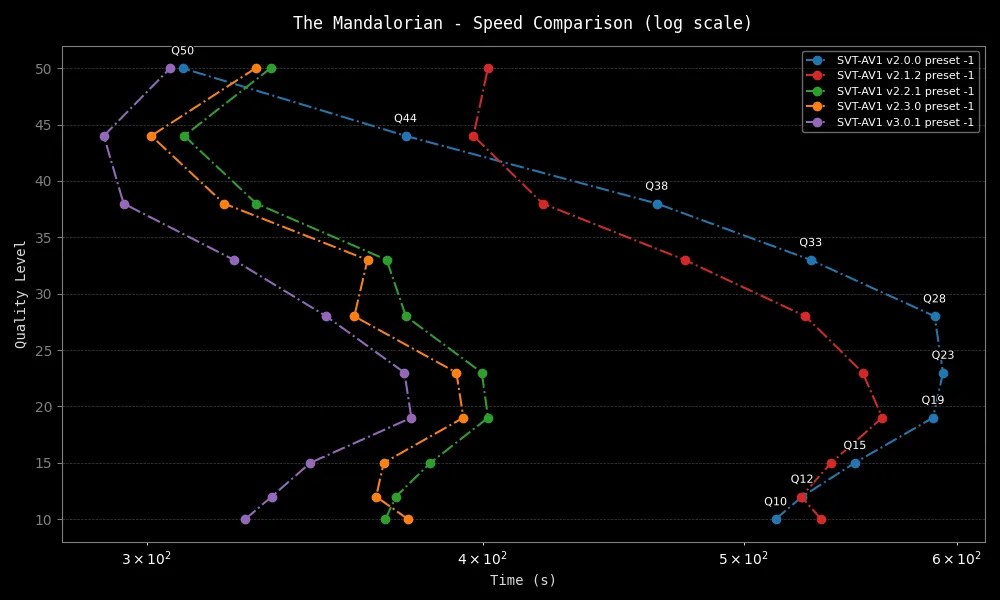 The Mandalorian - Speed Comparison (log scale)
SVT-AV1 v2.0.0 preset -1
SVT-AV1 v2.1.2 preset -1
SVT-AV1 v2.2.1 preset -1
SVT-AV1 v2.3.0 preset -1
SVT-AV1 v3.0.1 preset -1
Q50
Q44
Q38
Q33
Q28
Q23
Q19
Q15
Q12
Q10
Quality Level
50
45
40
35
30
25
20
15
10
3 × 10²
4 × 10²
5 × 10²
6 × 10²
Time (s)